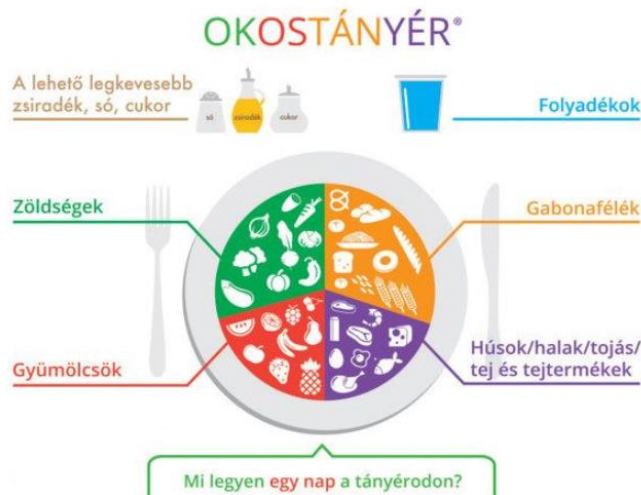 OKOSTÁNYÉR®
A lehető legkevesebb
zsiradék, só, cukor
só
zsiradék
cukor
Folyadékok
Zöldségek
Gabonafélék
Gyümölcsök
Húsok/halak/tojás/
tej és tejtermékek
Mi legyen egy nap a tányérodon?